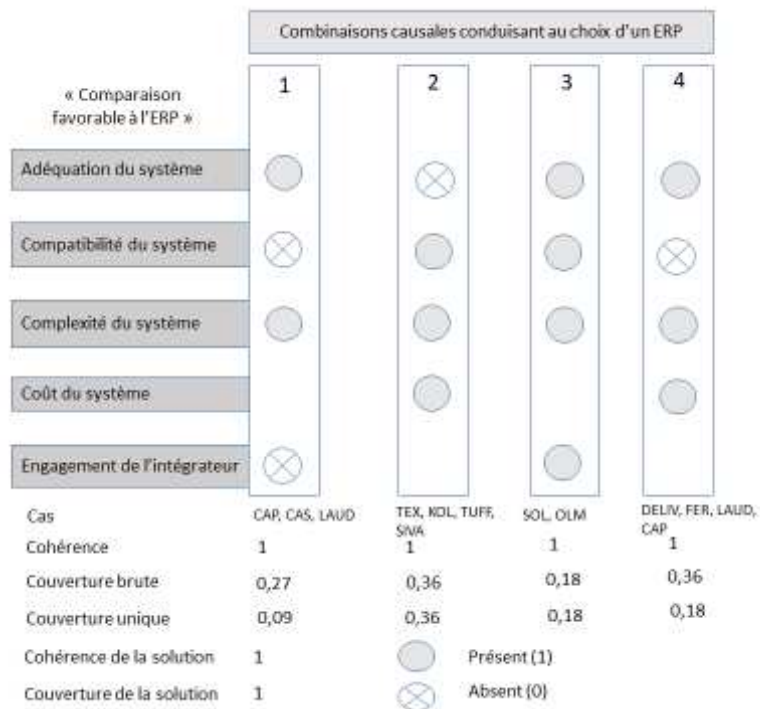 Combinaisons causales conduisant au choix d'un ERP
« Comparaison
favorable à l'ERP »
1 2 3 4
Adéquation du système
Compatibilité du système
Complexité du système
Coût du système
Engagement de l'intégrateur
Cas CAP, CAS, LAUD TEX, KOL, TUFF, SIVA SOL, OLM DELIV, FER, LAUD, CAP
Cohérence 1 1 1 1
Couverture brute 0,27 0,36 0,18 0,36
Couverture unique 0,09 0,36 0,18 0,18
Cohérence de la solution 1 Présent (1)
Couverture de la solution 1 Absent (0)